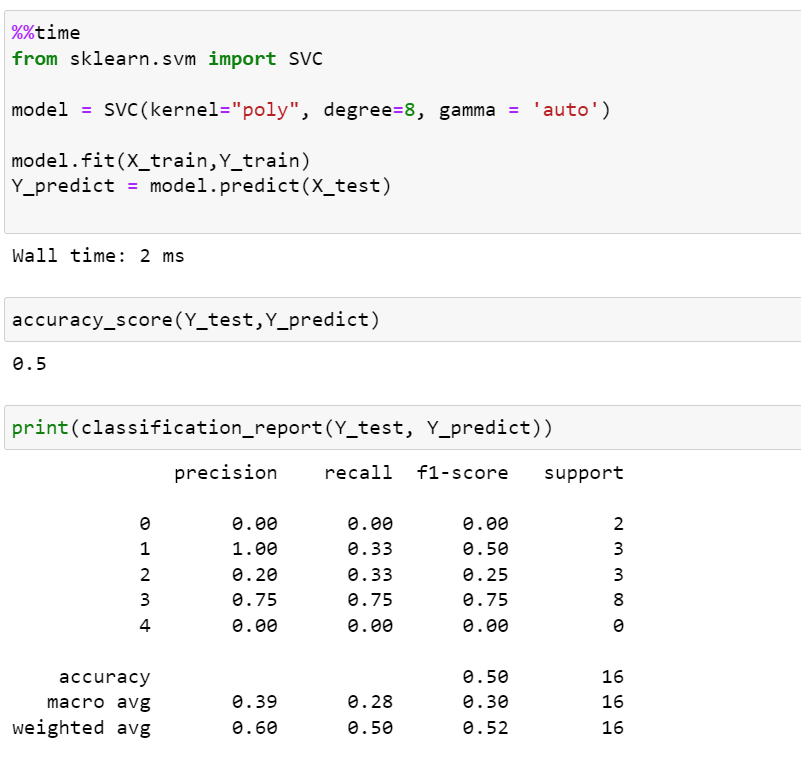 %%time
from sklearn.svm import SVC
model = SVC(kernel="poly", degree=8, gamma = 'auto')
model.fit(X_train,Y_train)
Y_predict = model.predict(X_test)
Wall time: 2 ms
accuracy_score(Y_test,Y_predict)
0.5
print(classification_report(Y_test, Y_predict))
precision recall f1-score support
0 0.00 0.00 0.00 2
1 1.00 0.33 0.50 3
2 0.20 0.33 0.25 3
3 0.75 0.75 0.75 8
4 0.00 0.00 0.00 0
accuracy 0.50 16
macro avg 0.39 0.28 0.30 16
weighted avg 0.60 0.50 0.52 16